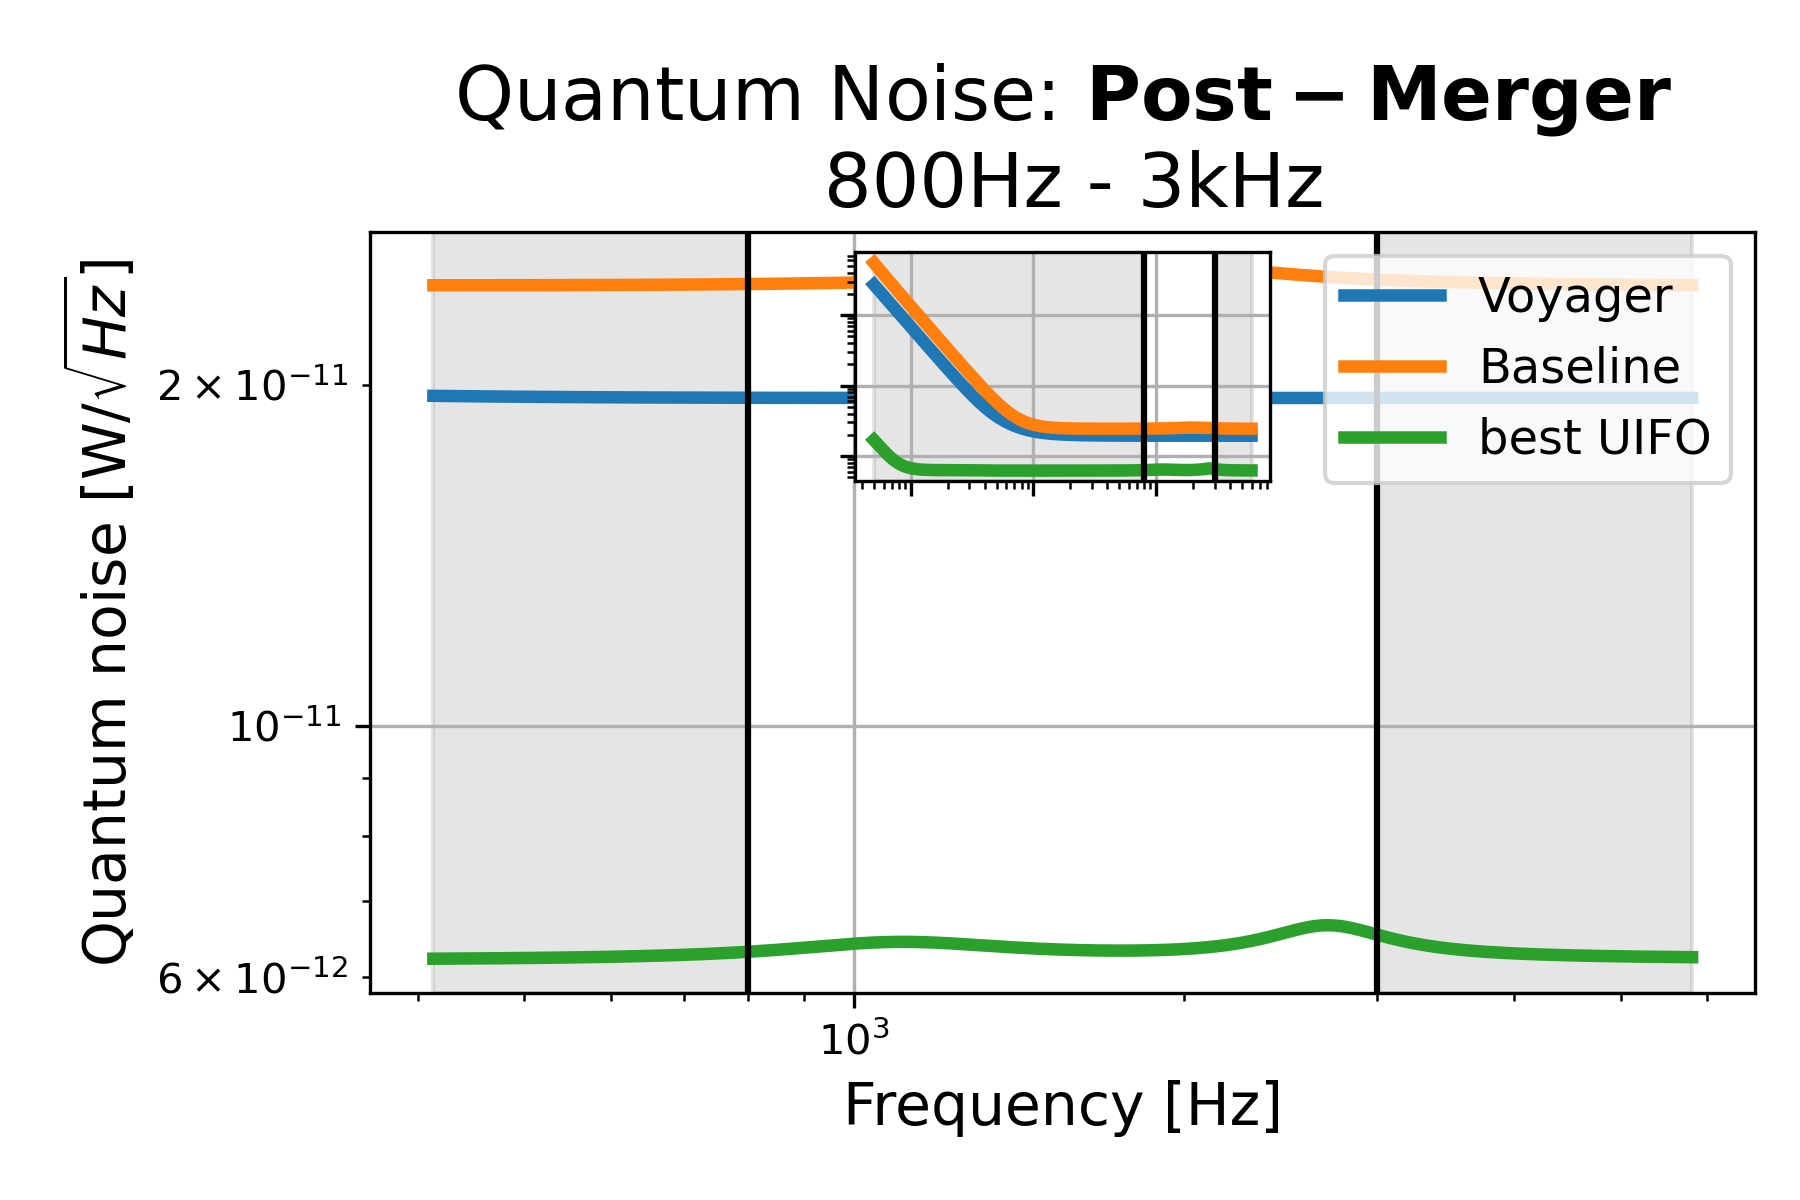 Quantum Noise: Post − Merger
800Hz - 3kHz
Quantum noise [W/√Hz]
2 × 10⁻¹¹
10⁻¹¹
6 × 10⁻¹²
Voyager
Baseline
best UIFO
10³
Frequency [Hz]